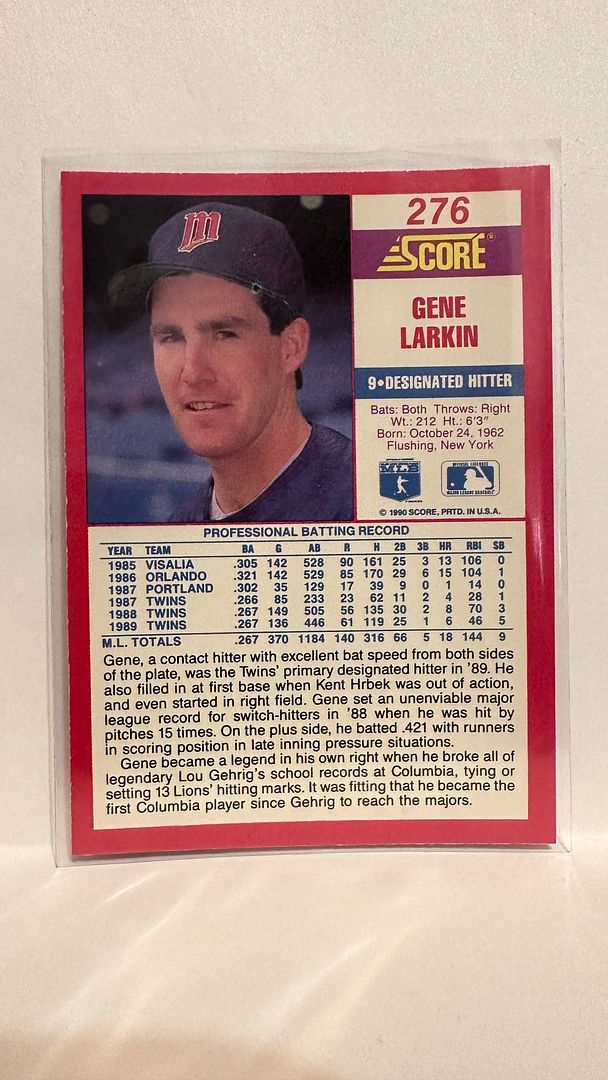 m
276
SCORE®
GENE
LARKIN
9•DESIGNATED HITTER
Bats: Both Throws: Right
Wt.: 212 Ht.: 6'3"
Born: October 24, 1962
Flushing, New York
OFFICIAL LICENSEE
MAJOR LEAGUE BASEBALL
© 1990 SCORE, PRTD. IN U.S.A.
PROFESSIONAL BATTING RECORD
YEAR TEAM BA G AB R H 2B 3B HR RBI SB
1985 VISALIA .305 142 528 90 161 25 3 13 106 0
1986 ORLANDO .321 142 529 85 170 29 6 15 104 1
1987 PORTLAND .302 35 129 17 39 9 0 1 14 0
1987 TWINS .266 85 233 23 62 11 2 4 28 1
1988 TWINS .267 149 505 56 135 30 2 8 70 3
1989 TWINS .267 136 446 61 119 25 1 6 46 5
M.L. TOTALS .267 370 1184 140 316 66 5 18 144 9
Gene, a contact hitter with excellent bat speed from both sides
of the plate, was the Twins' primary designated hitter in '89. He
also filled in at first base when Kent Hrbek was out of action,
and even started in right field. Gene set an unenviable major
league record for switch-hitters in '88 when he was hit by
pitches 15 times. On the plus side, he batted .421 with runners
in scoring position in late inning pressure situations.
Gene became a legend in his own right when he broke all of
legendary Lou Gehrig's school records at Columbia, tying or
setting 13 Lions' hitting marks. It was fitting that he became the
first Columbia player since Gehrig to reach the majors.